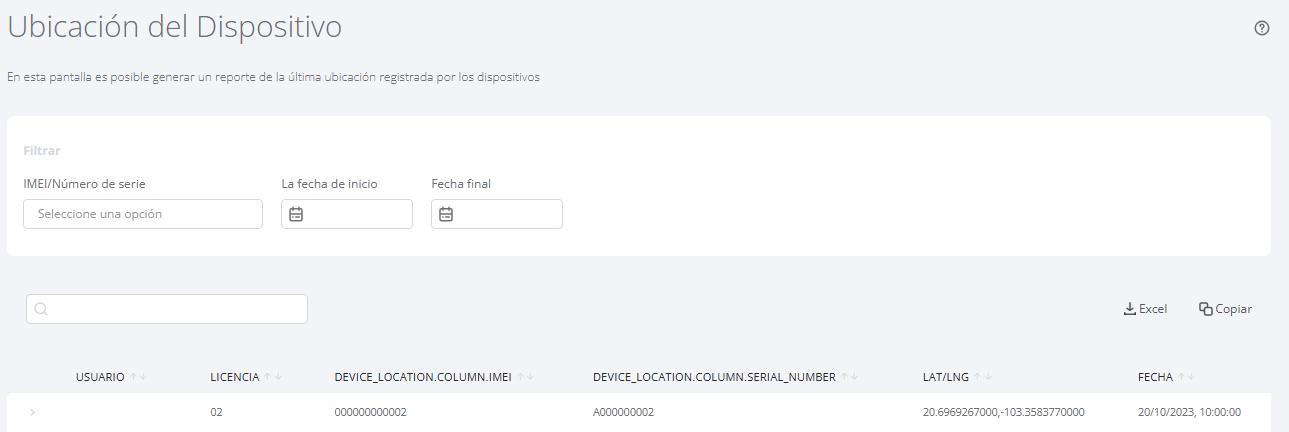 Ubicación del Dispositivo
En esta pantalla es posible generar un reporte de la última ubicación registrada por los dispositivos
Filtrar
IMEI/Número de serie La fecha de inicio Fecha final
Seleccione una opción
Excel Copiar
USUARIO LICENCIA DEVICE_LOCATION.COLUMN.IMEI DEVICE_LOCATION.COLUMN.SERIAL_NUMBER LAT/LNG FECHA
02 000000000002 A000000002 20.6969267000,-103.3583770000 20/10/2023, 10:00:00